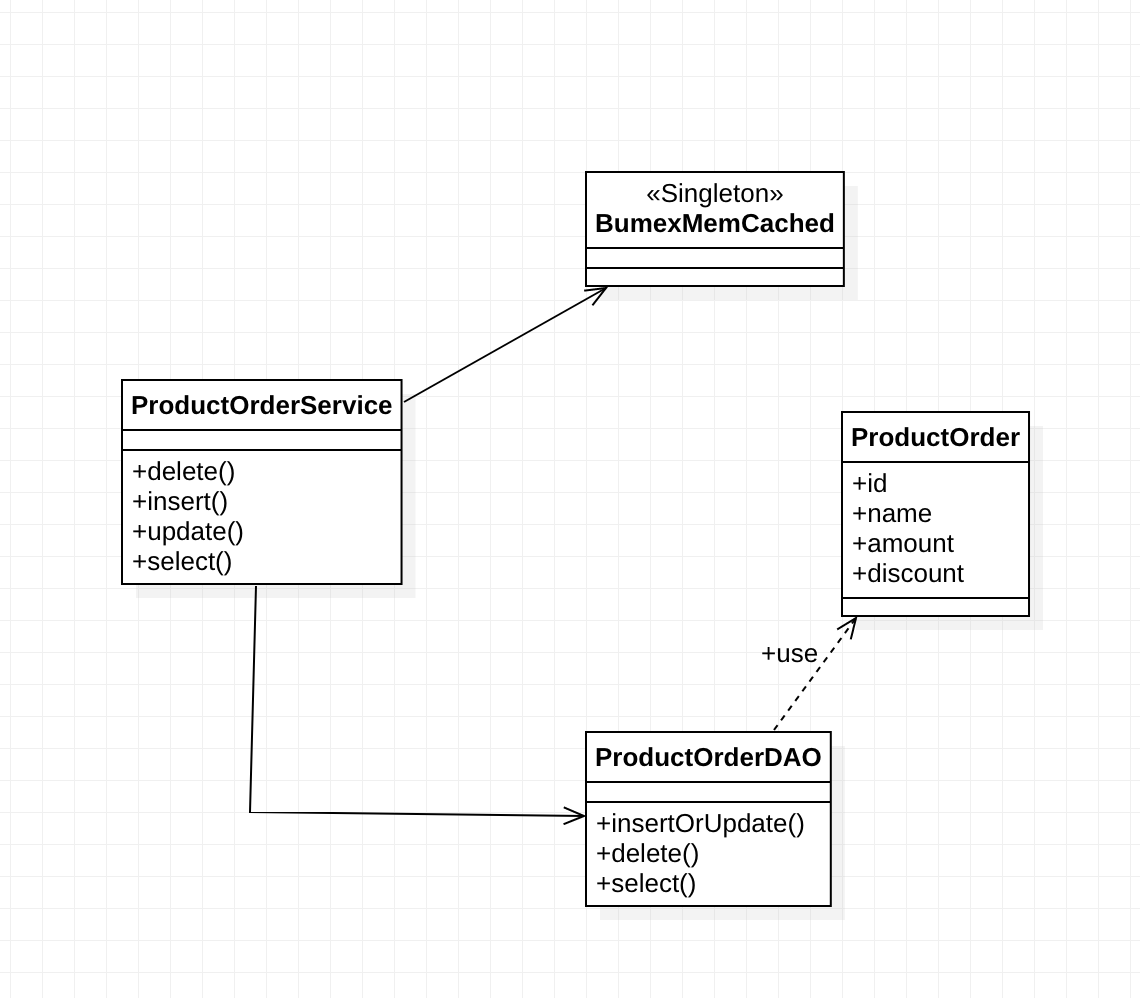 «Singleton»
BumexMemCached
ProductOrderService
+delete()
+insert()
+update()
+select()
ProductOrder
+id
+name
+amount
+discount
+use
ProductOrderDAO
+insertOrUpdate()
+delete()
+select()